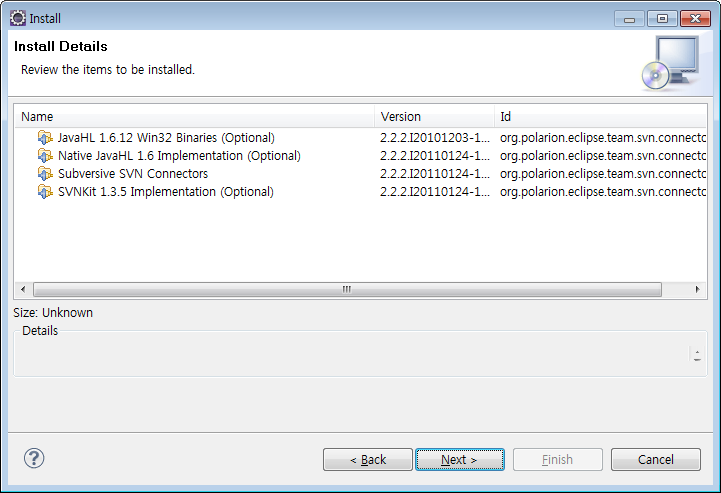 Install
Install Details
Review the items to be installed.
Name Version Id
JavaHL 1.6.12 Win32 Binaries (Optional) 2.2.2.I20101203-1... org.polarion.eclipse.team.svn.connecto
Native JavaHL 1.6 Implementation (Optional) 2.2.2.I20110124-1... org.polarion.eclipse.team.svn.connecto
Subversive SVN Connectors 2.2.2.I20110124-1... org.polarion.eclipse.team.svn.connecto
SVNKit 1.3.5 Implementation (Optional) 2.2.2.I20110124-1... org.polarion.eclipse.team.svn.connecto
Size: Unknown
Details
? < Back Next > Finish Cancel